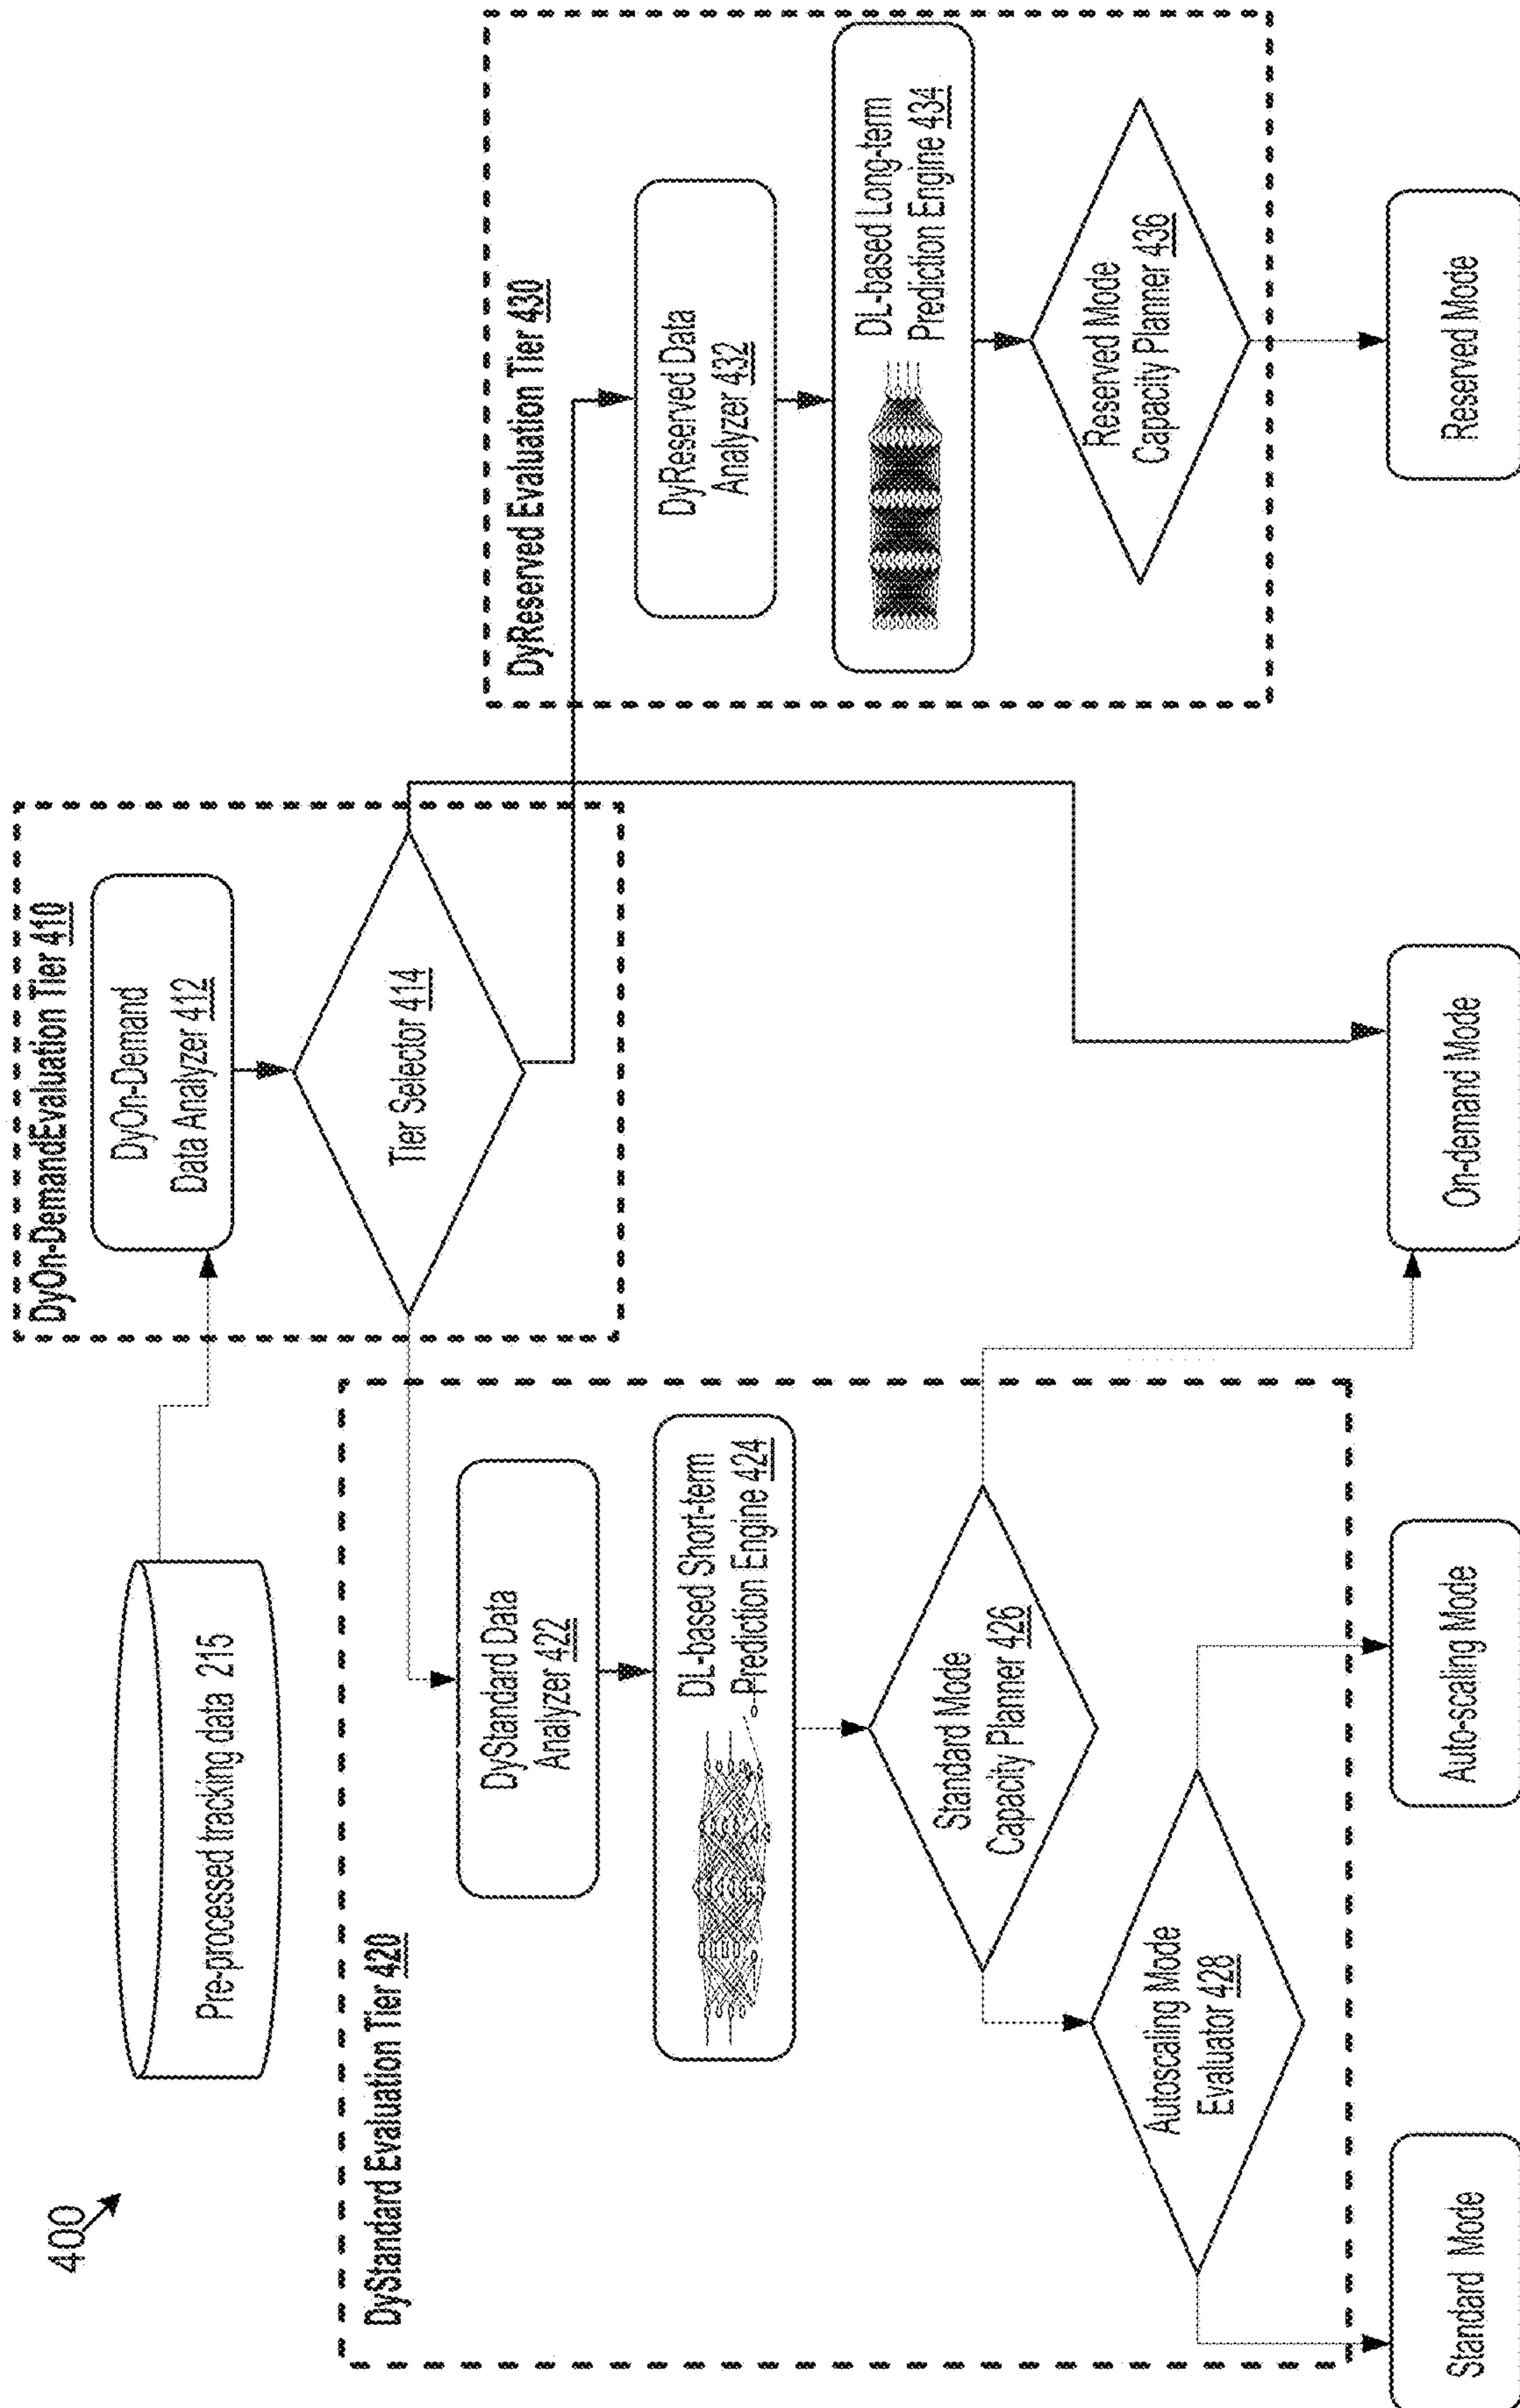 400
Pre-processed tracking data 215
DyOn-DemandEvaluation Tier 410
DyOn-Demand
Data Analyzer 412
Tier Selector 414
DyStandard Evaluation Tier 420
DyStandard Data
Analyzer 422
DL-based Short-term
Prediction Engine 424
Standard Mode
Capacity Planner 426
Autoscaling Mode
Evaluator 428
DyReserved Evaluation Tier 430
DyReserved Data
Analyzer 432
DL-based Long-term
Prediction Engine 434
Reserved Mode
Capacity Planner 436
Standard Mode
Auto-scaling Mode
On-demand Mode
Reserved Mode